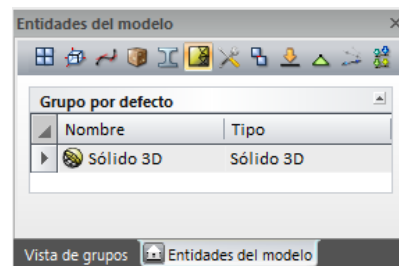 Entidades del modelo
Grupo por defecto
Nombre Tipo
Sólido 3D Sólido 3D
Vista de grupos Entidades del modelo